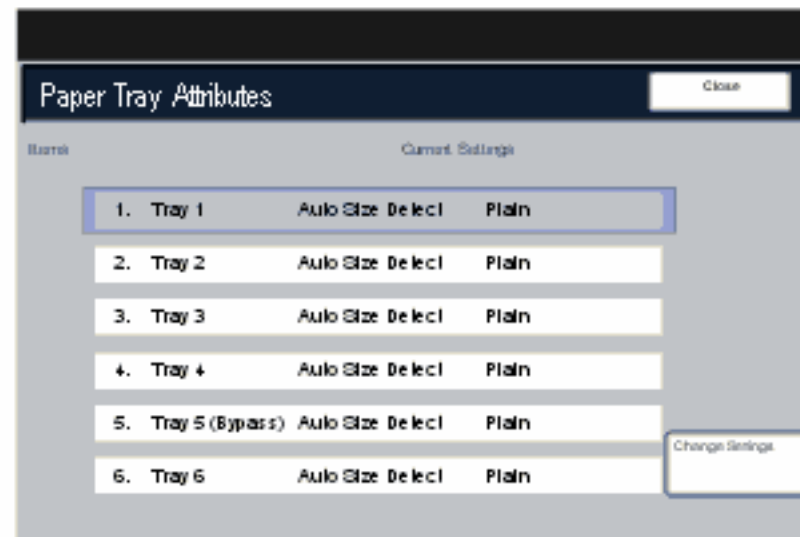 Paper Tray Attributes
Close
Items
Current Settings
1. Tray 1 Auto Size Detect Plain
2. Tray 2 Auto Size Detect Plain
3. Tray 3 Auto Size Detect Plain
4. Tray 4 Auto Size Detect Plain
5. Tray 5 (Bypass) Auto Size Detect Plain
Change Settings
6. Tray 6 Auto Size Detect Plain